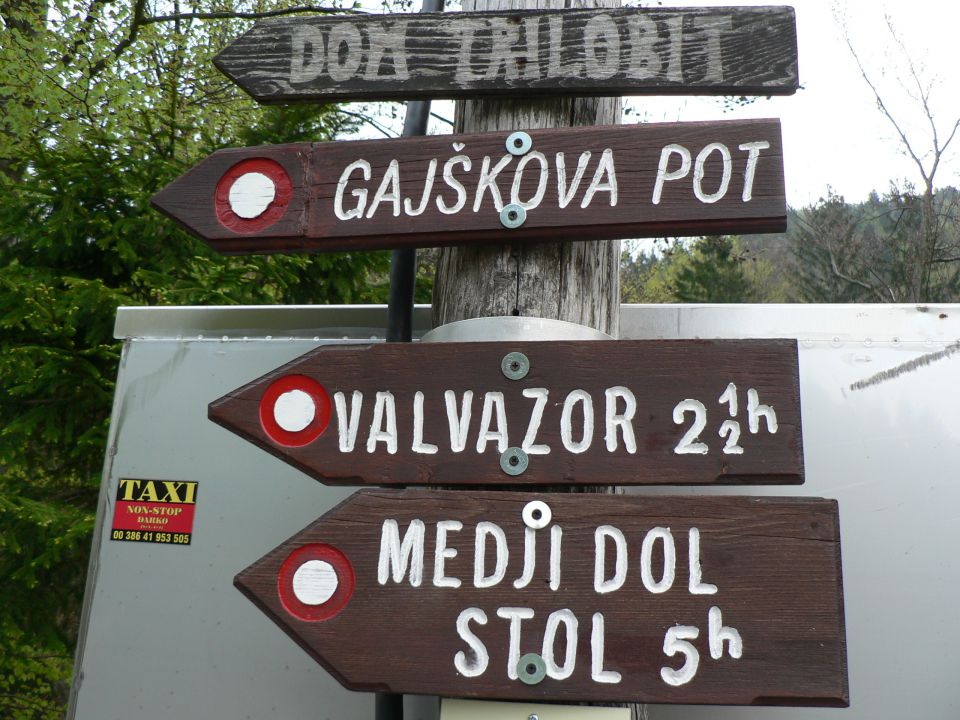 DOM TRILOBIT
GAJŠKOVA POT
VALVAZOR 2 1/2 h
MEDJI DOL
STOL 5h
TAXI
NON-STOP
DARKO
00 386 41 953 505